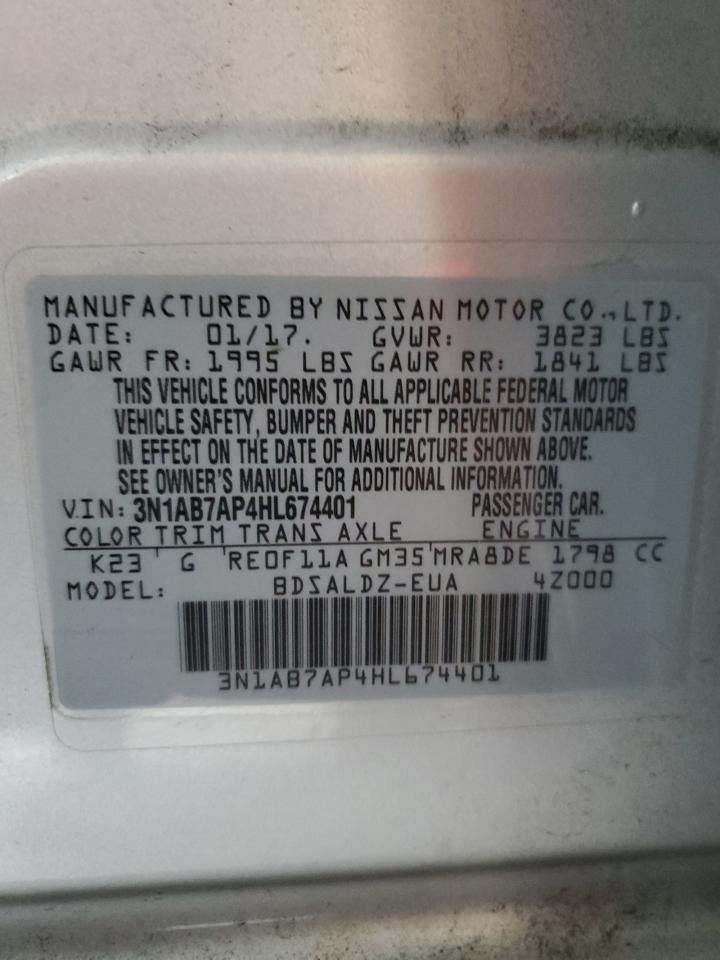 MANUFACTURED BY NISSAN MOTOR CO.,LTD.
DATE: 01/17. GVWR: 3823 LBS
GAWR FR: 1995 LBS GAWR RR: 1841 LBS
THIS VEHICLE CONFORMS TO ALL APPLICABLE FEDERAL MOTOR
VEHICLE SAFETY, BUMPER AND THEFT PREVENTION STANDARDS
IN EFFECT ON THE DATE OF MANUFACTURE SHOWN ABOVE.
SEE OWNER'S MANUAL FOR ADDITIONAL INFORMATION.
VIN: 3N1AB7AP4HL674401 PASSENGER CAR.
COLOR TRIM TRANS AXLE ENGINE
K23 ' G 'RE0F11A GM35'MRA8DE 1798 CC
MODEL: BDSALDZ-EUA 4Z000
3N1AB7AP4HL674401